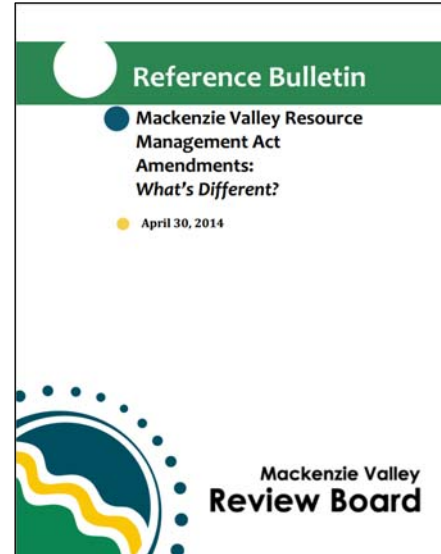 Reference Bulletin
Mackenzie Valley Resource
Management Act
Amendments:
What's Different?
April 30, 2014
Mackenzie Valley
Review Board